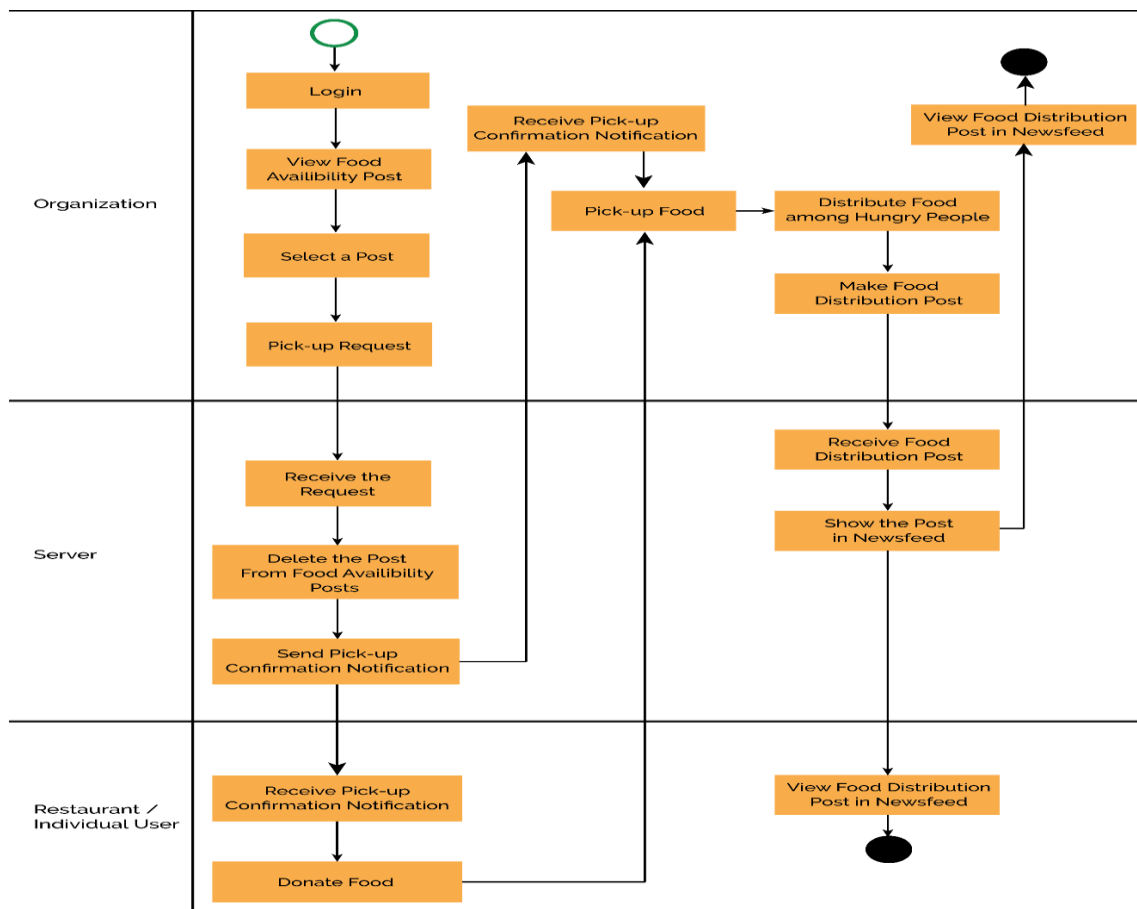 Organization
Login
View Food
Availibility Post
Select a Post
Pick-up Request
Receive Pick-up
Confirmation Notification
Pick-up Food
Distribute Food
among Hungry People
Make Food
Distribution Post
View Food Distribution
Post in Newsfeed
Server
Receive the
Request
Delete the Post
From Food Availibility
Posts
Send Pick-up
Confirmation Notification
Receive Food
Distribution Post
Show the Post
in Newsfeed
Restaurant /
Individual User
Receive Pick-up
Confirmation Notification
Donate Food
View Food Distribution
Post in Newsfeed